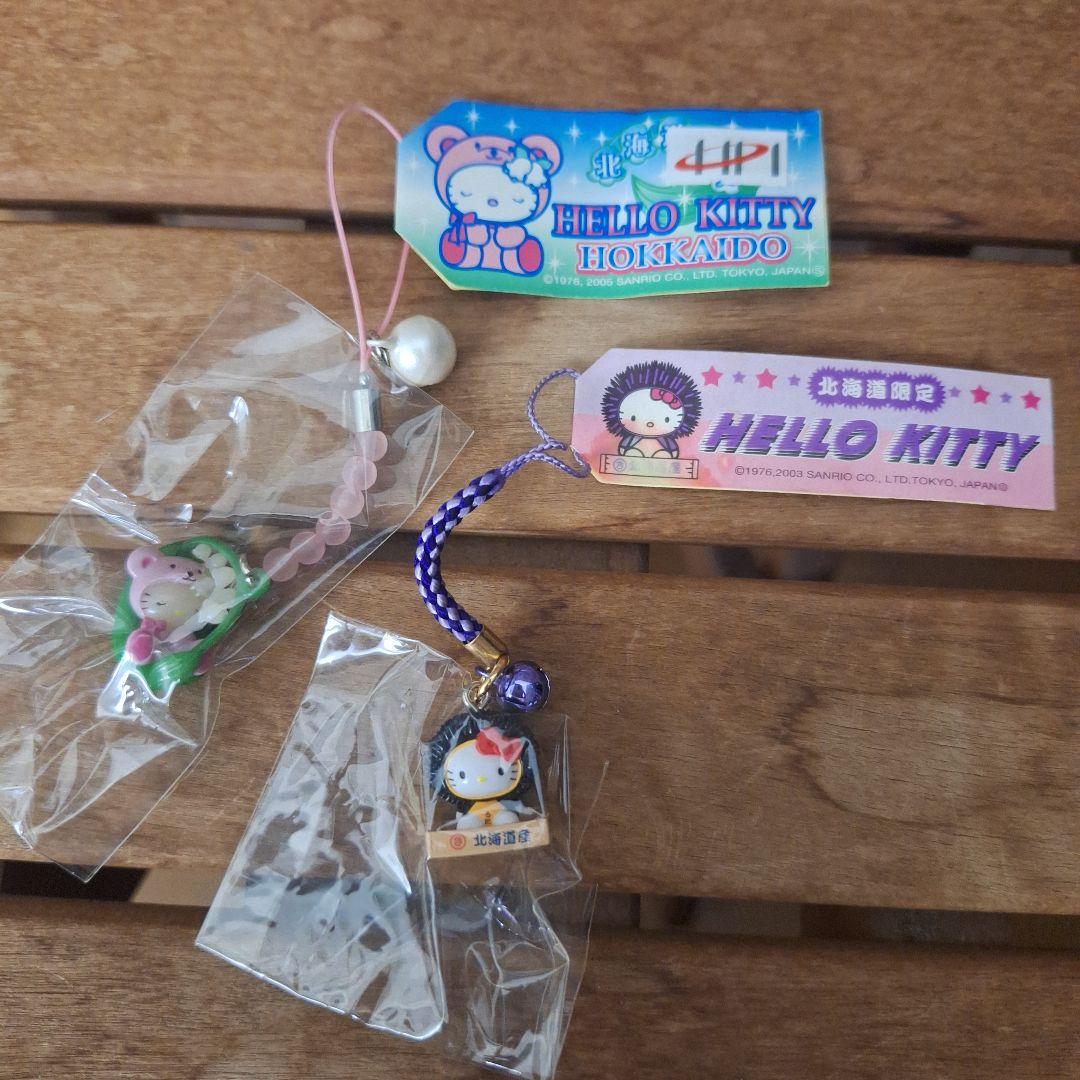 北海
HPI
HELLO KITTY
HOKKAIDO
©1976, 2005 SANRIO CO., LTD. TOKYO, JAPAN Ⓢ
北海道限定
HELLO KITTY
©1976,2003 SANRIO CO., LTD.TOKYO, JAPAN Ⓢ
北海道産